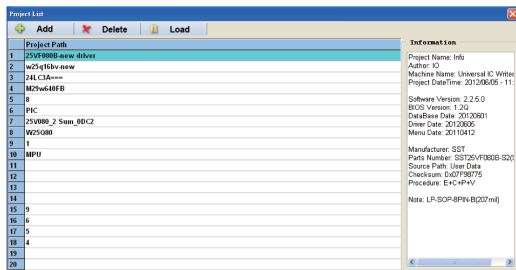 Project List
Add Delete Load
Project Path
1 25VF080B-new driver
2 w25q16bv-new
3 24LC3A===
4 M29w640FB
5 8
6 PIC
7 25V080_2 Sum_0DC2
8 W25Q80
9 1
10 MPU
11
12
13
14
15 9
16 6
17 5
18 4
19
20
Information
Project Name: Info
Author: IO
Machine Name: Universal IC Writer
Project DateTime: 2012/06/05 - 11:
Software Version: 2.2.5.0
BIOS Version: 1.2Q
DataBase Date: 20120601
Driver Date: 20120605
Menu Date: 20110412
Manufacturer: SST
Parts Number: SST25VF080B-S2(S
Source Path: User Data
Checksum: 0x07F98775
Procedure: E+C+P+V
Note: LP-SOP-8PIN-B(207mil)